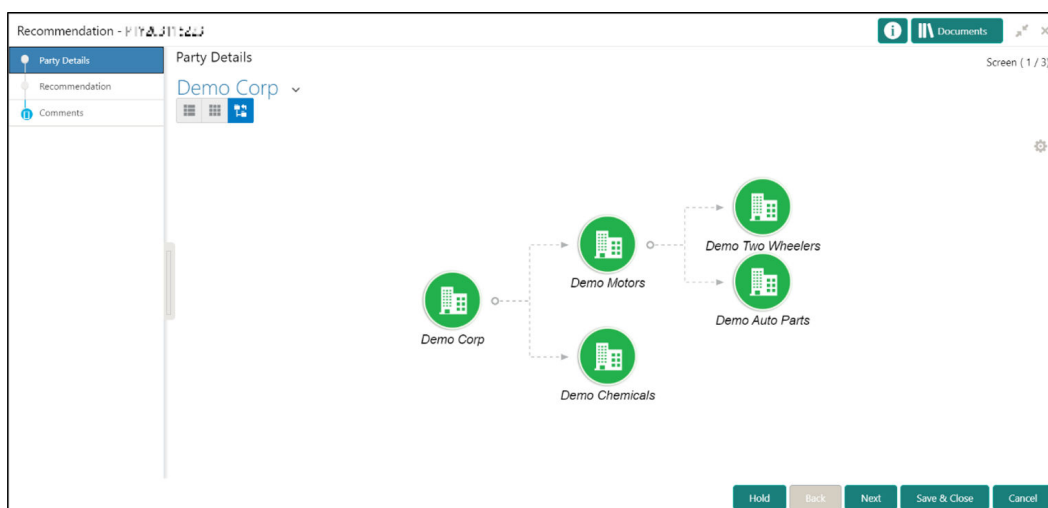 Recommendation -
Documents
Party Details
Recommendation
Comments
Party Details
Screen ( 1 / 3)
Demo Corp
Demo Two Wheelers
Demo Motors
Demo Auto Parts
Demo Corp
Demo Chemicals
Hold
Back
Next
Save & Close
Cancel